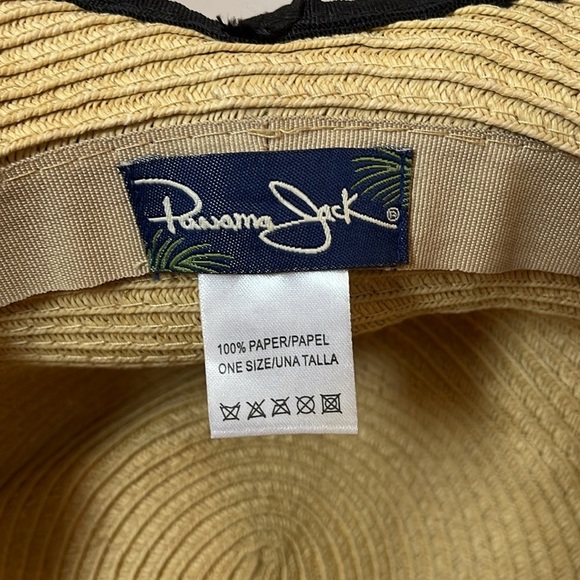 Panama Jack®
100% PAPER/PAPEL
ONE SIZE/UNA TALLA